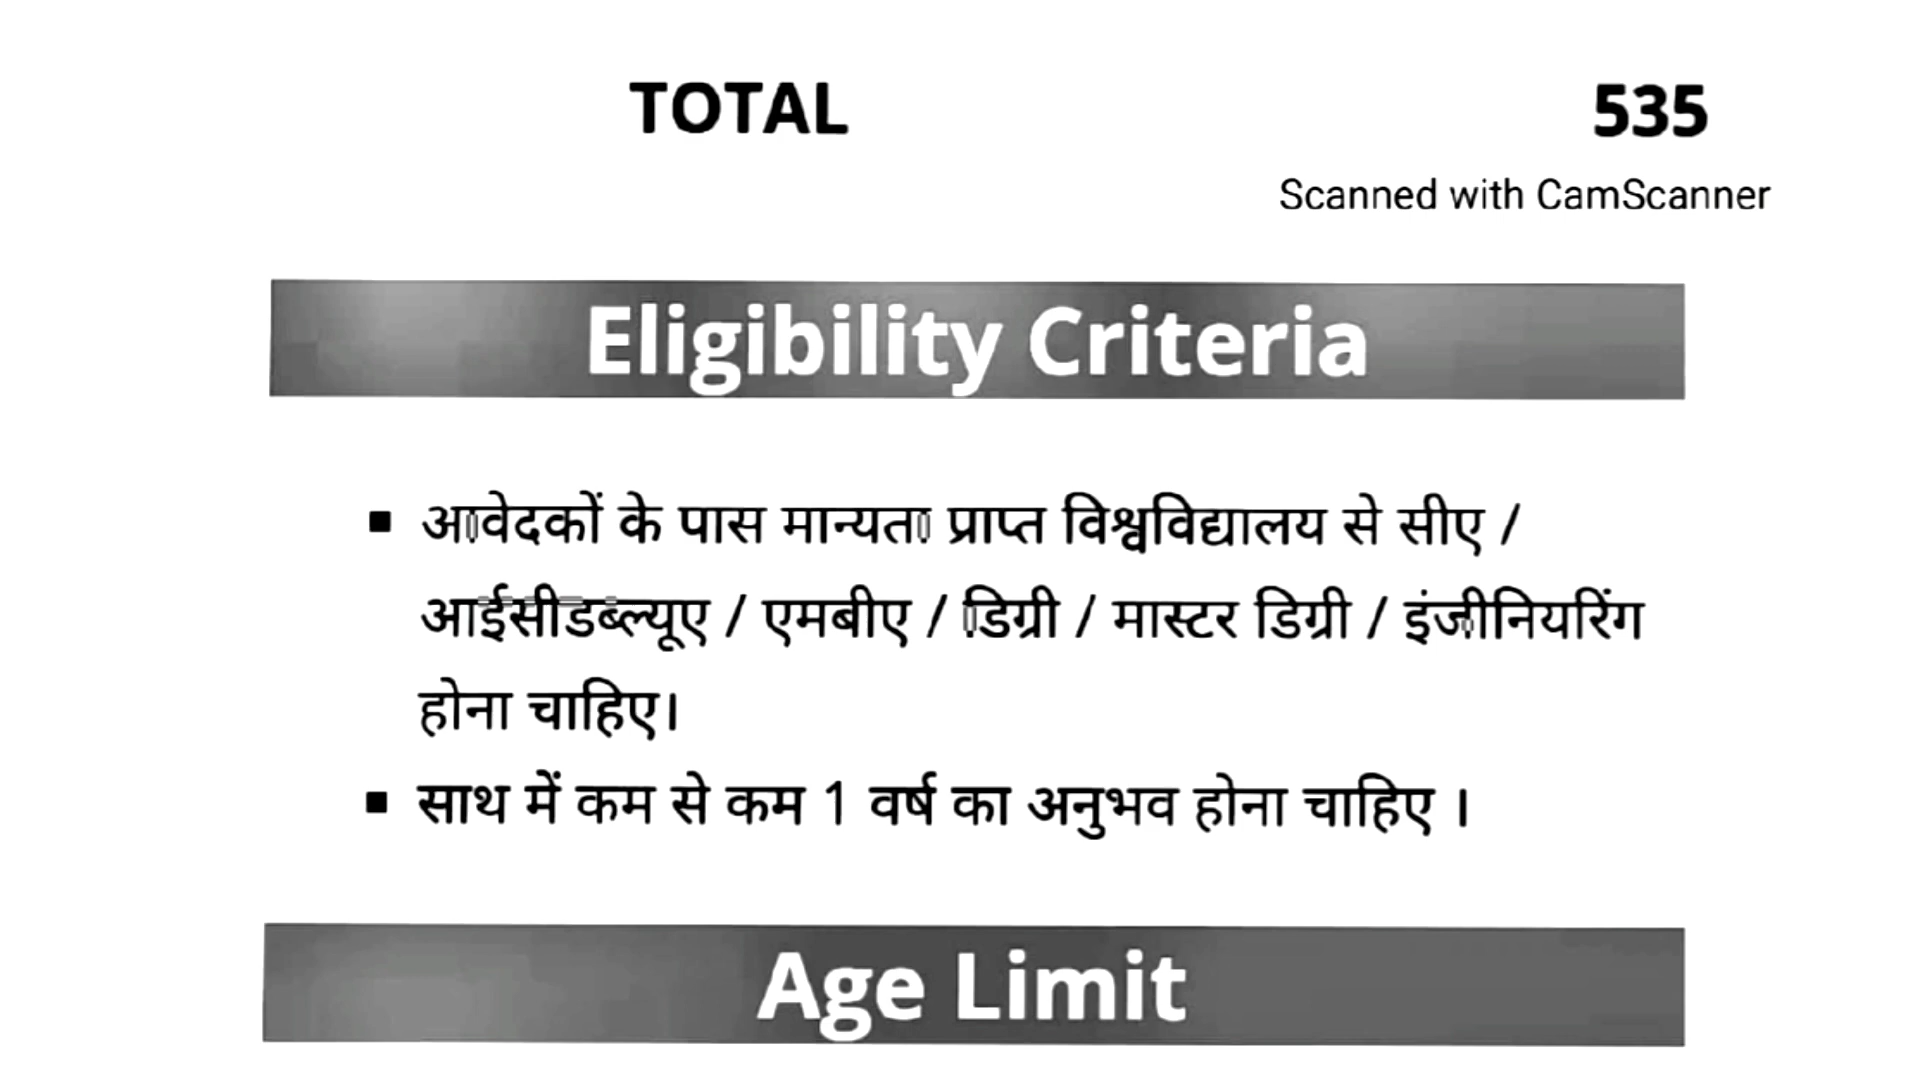 TOTAL 535
Scanned with CamScanner
Eligibility Criteria
▪ आवेदकों के पास मान्यता प्राप्त विश्वविद्यालय से सीए /
आईसीडब्ल्यूए / एमबीए / डिग्री / मास्टर डिग्री / इंजीनियरिंग
होना चाहिए।
▪ साथ में कम से कम 1 वर्ष का अनुभव होना चाहिए ।
Age Limit